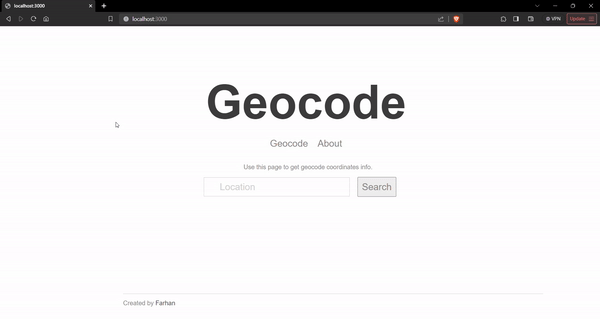 localhost:3000
localhost:3000
VPN
Update
Geocode
Geocode About
Use this page to get geocode coordinates info.
Location Search
Created by Farhan